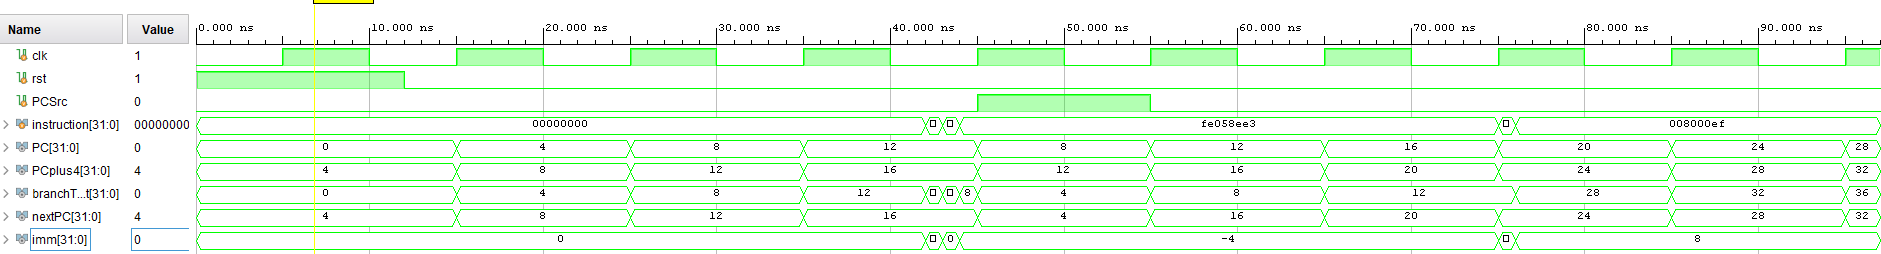 Name Value 0.000 ns 10.000 ns 20.000 ns 30.000 ns 40.000 ns 50.000 ns 60.000 ns 70.000 ns 80.000 ns 90.000 ns
clk 1
rst 1
PCSrc 0
instruction[31:0] 00000000 00000000 fe058ee3 008000ef
PC[31:0] 0 0 4 8 12 8 12 16 20 24 28
PCplus4[31:0] 4 4 8 12 16 12 16 20 24 28 32
branchT...t[31:0] 0 0 4 8 12 8 4 8 12 28 32 36
nextPC[31:0] 4 4 8 12 16 4 16 20 24 28 32
imm[31:0] 0 0 0 -4 8